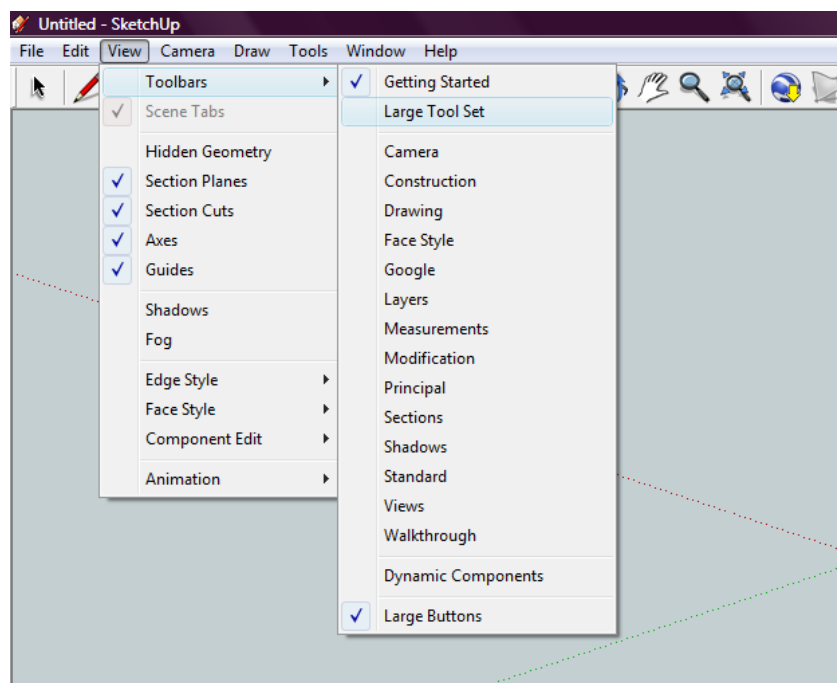 Untitled - SketchUp
File Edit View Camera Draw Tools Window Help
Toolbars
Scene Tabs
Hidden Geometry
Section Planes
Section Cuts
Axes
Guides
Shadows
Fog
Edge Style
Face Style
Component Edit
Animation
Getting Started
Large Tool Set
Camera
Construction
Drawing
Face Style
Google
Layers
Measurements
Modification
Principal
Sections
Shadows
Standard
Views
Walkthrough
Dynamic Components
Large Buttons